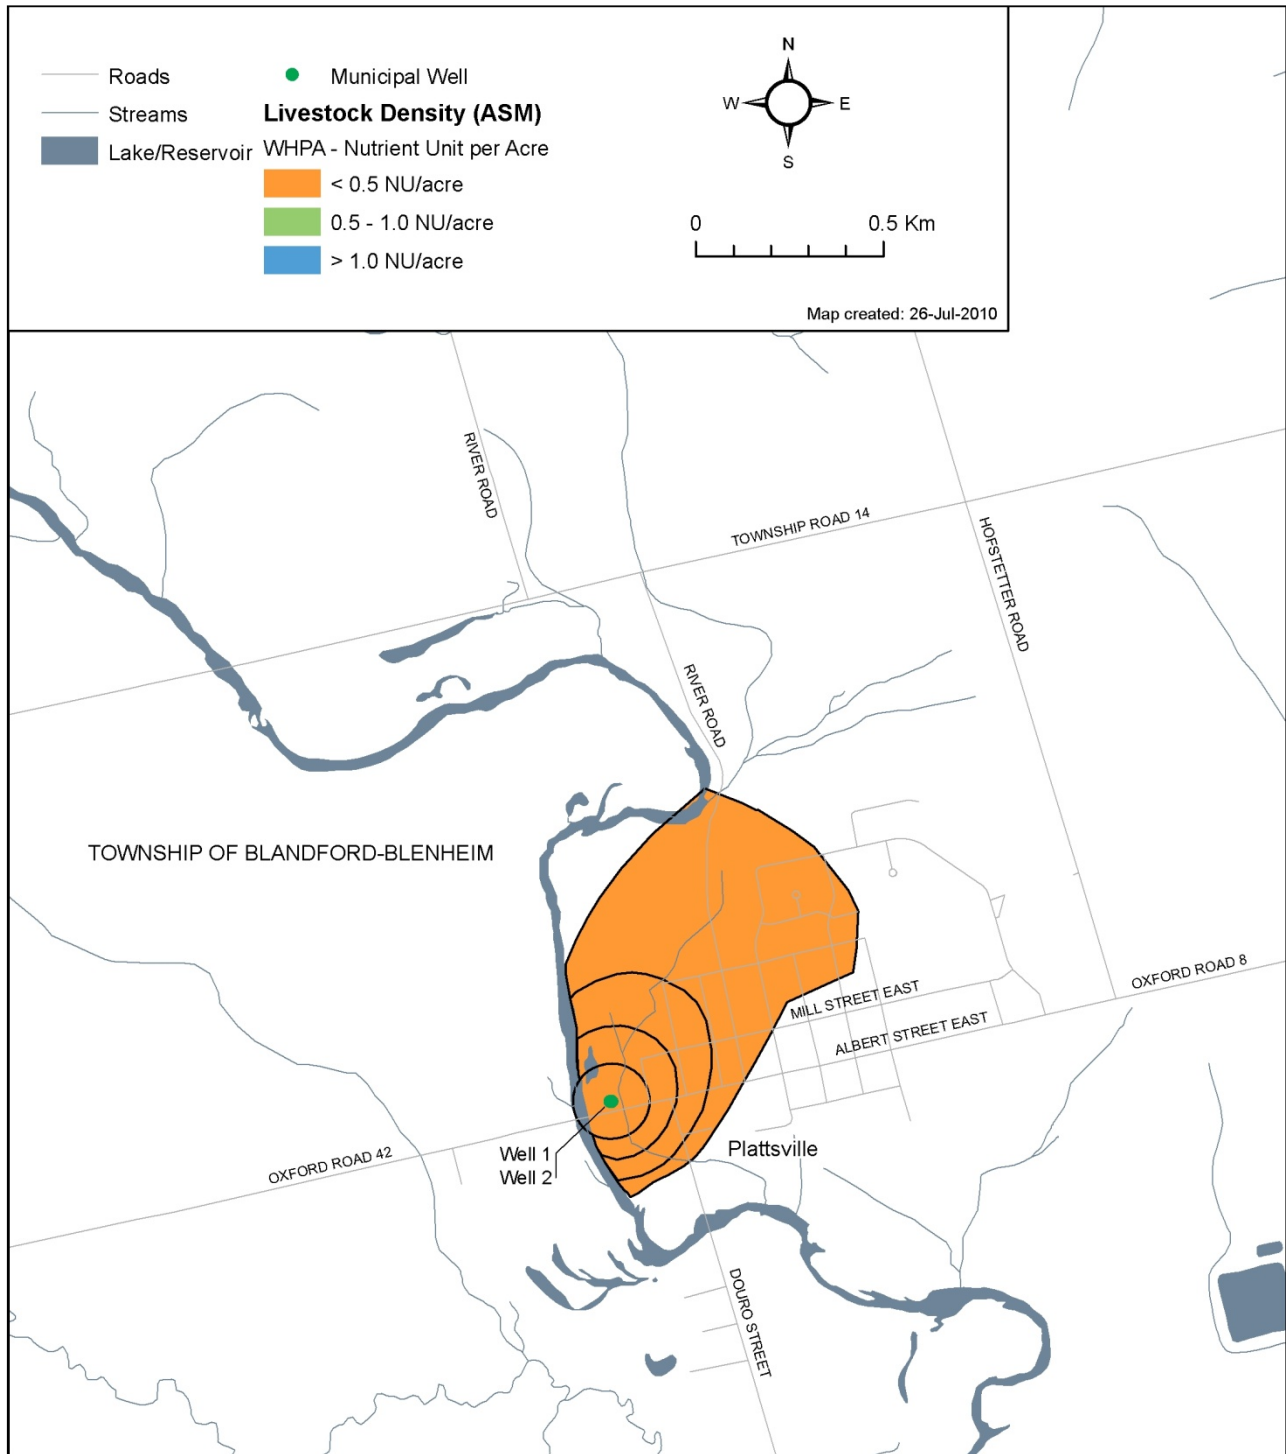 Roads
Streams
Lake/Reservoir
Municipal Well
Livestock Density (ASM)
WHPA - Nutrient Unit per Acre
< 0.5 NU/acre
0.5 - 1.0 NU/acre
> 1.0 NU/acre
N
W
E
S
0
0.5 Km
Map created: 26-Jul-2010
RIVER ROAD
TOWNSHIP ROAD 14
HOFSTETTER ROAD
RIVER ROAD
TOWNSHIP OF BLANDFORD-BLENHEIM
OXFORD ROAD 8
MILL STREET EAST
ALBERT STREET EAST
Well 1
Well 2
Plattsville
OXFORD ROAD 42
DOURO STREET